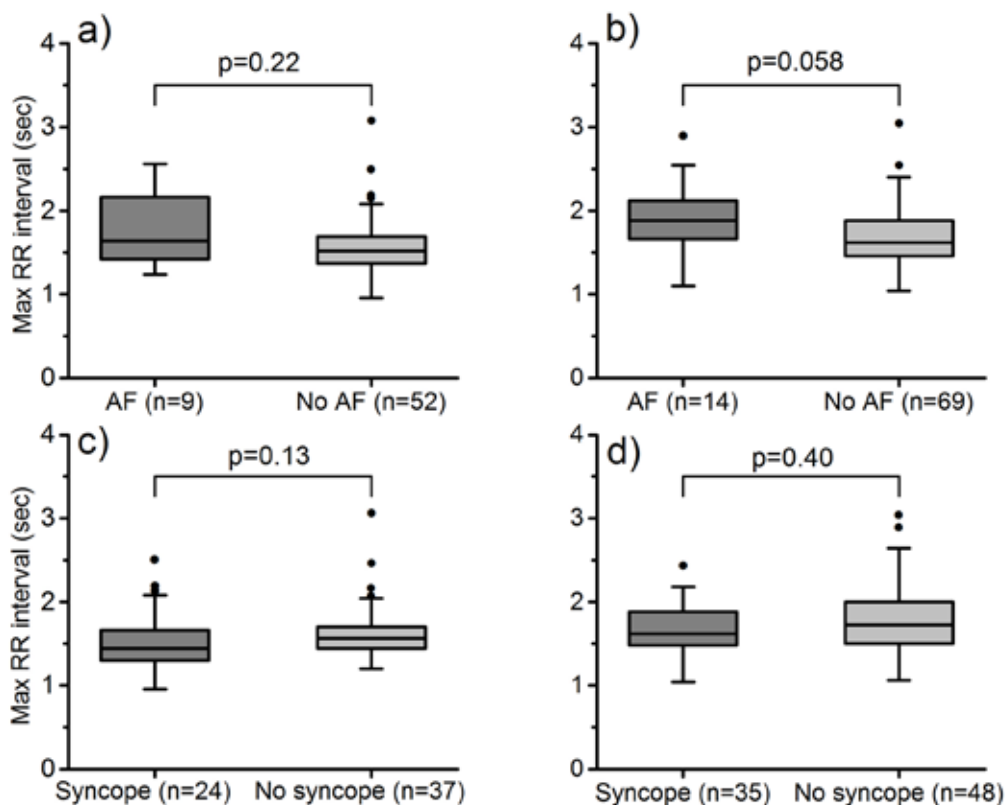 a)
p=0.22
Max RR interval (sec)
4
3
2
1
0
AF (n=9) No AF (n=52)
b)
p=0.058
4
3
2
1
0
AF (n=14) No AF (n=69)
c)
p=0.13
Max RR interval (sec)
4
3
2
1
0
Syncope (n=24) No syncope (n=37)
d)
p=0.40
4
3
2
1
0
Syncope (n=35) No syncope (n=48)